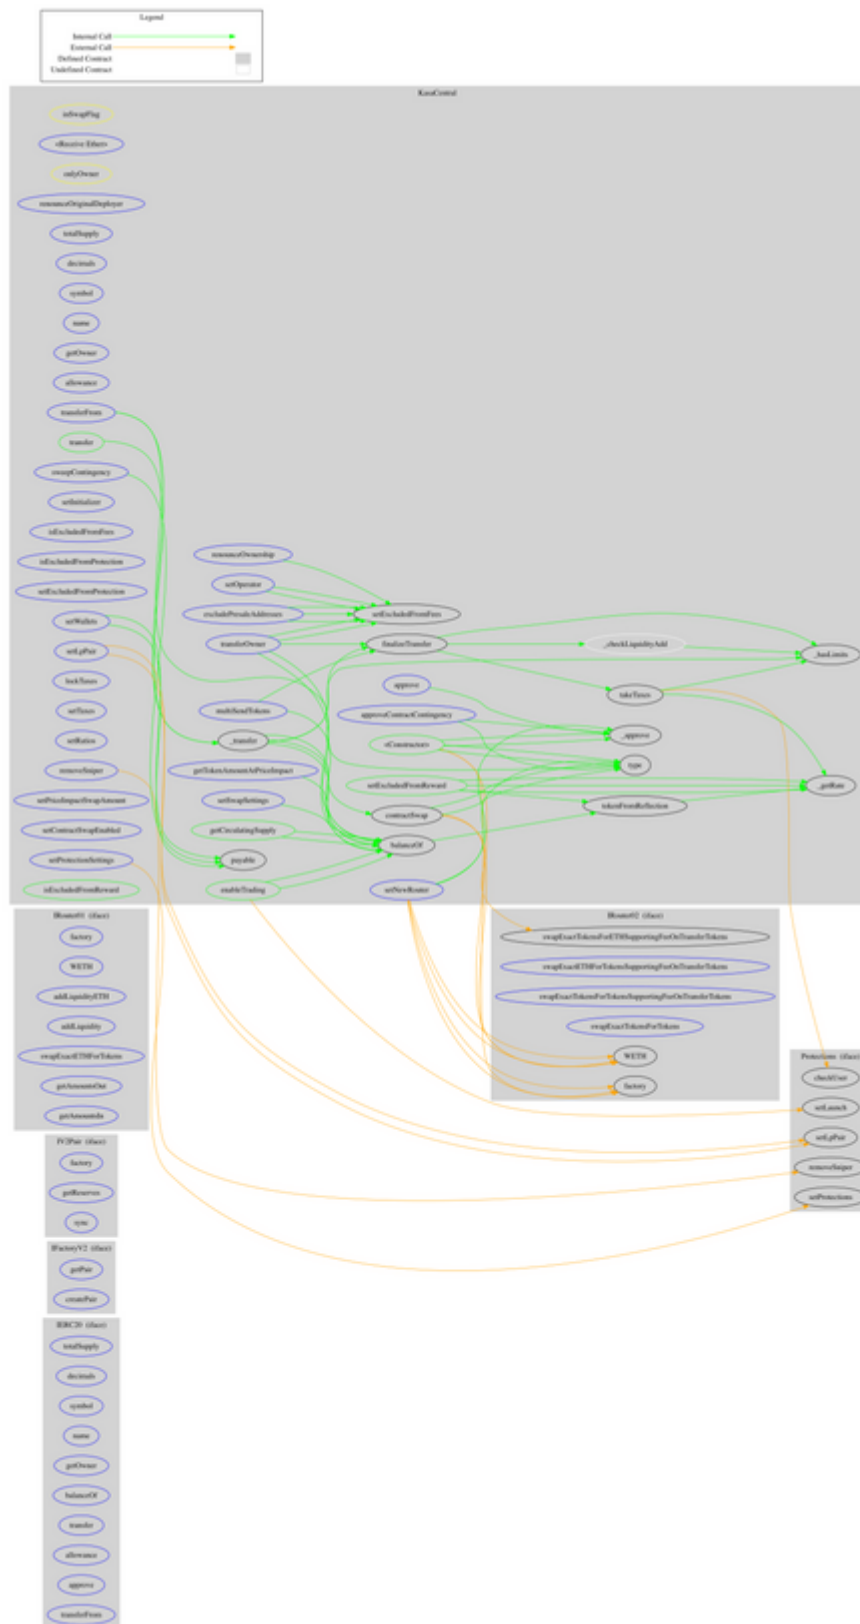 Legend
Internal Call
External Call
Defined Contract
Undefined Contract
KasaCentral
inSwapFlag
<Receive Ether>
onlyOwner
renounceOriginalDeployer
totalSupply
decimals
symbol
name
getOwner
allowance
transferFrom
transfer
sweepContingency
setInitializer
isExcludedFromFees
isExcludedFromProtection
setExcludedFromProtection
setWallets
setLpPair
lockTaxes
setTaxes
setRatios
removeSniper
setPriceImpactSwapAmount
setContractSwapEnabled
setProtectionSettings
isExcludedFromReward
renounceOwnership
setOperator
excludePresaleAddresses
transferOwner
multiSendTokens
_transfer
getTokenAmountAtPriceImpact
setSwapSettings
getCirculatingSupply
payable
enableTrading
setExcludedFromFees
finalizeTransfer
approve
approveContractContingency
<Constructor>
setExcludedFromReward
contractSwap
balanceOf
setNewRouter
_checkLiquidityAdd
takeTaxes
_approve
type
tokenFromReflection
_hasLimits
_getRate
IRouter01 (iface)
factory
WETH
addLiquidityETH
addLiquidity
swapExactETHForTokens
getAmountsOut
getAmountsIn
IRouter02 (iface)
swapExactTokensForETHSupportingFeeOnTransferTokens
swapExactETHForTokensSupportingFeeOnTransferTokens
swapExactTokensForTokensSupportingFeeOnTransferTokens
swapExactTokensForTokens
WETH
factory
Protections (iface)
checkUser
setLaunch
setLpPair
removeSniper
setProtections
IV2Pair (iface)
factory
getReserves
sync
IFactoryV2 (iface)
getPair
createPair
IERC20 (iface)
totalSupply
decimals
symbol
name
getOwner
balanceOf
transfer
allowance
approve
transferFrom